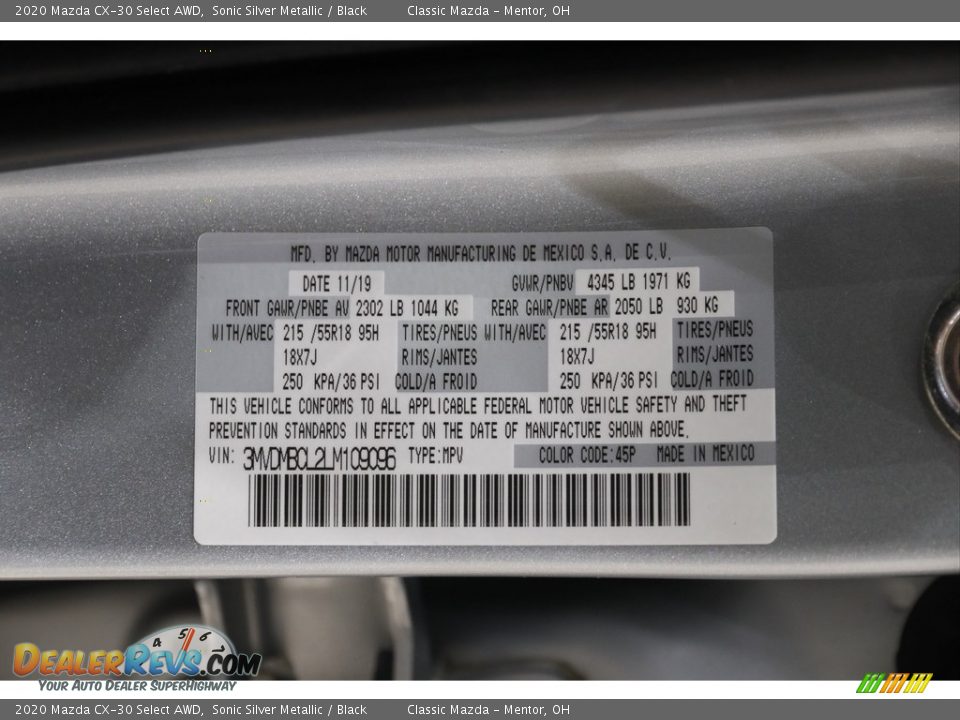 2020 Mazda CX-30 Select AWD, Sonic Silver Metallic / Black Classic Mazda - Mentor, OH
MFD. BY MAZDA MOTOR MANUFACTURING DE MEXICO S.A. DE C.V.
DATE 11/19 GVWR/PNBV 4345 LB 1971 KG
FRONT GAWR/PNBE AV 2302 LB 1044 KG REAR GAWR/PNBE AR 2050 LB 930 KG
WITH/AVEC 215 /55R18 95H TIRES/PNEUS WITH/AVEC 215 /55R18 95H TIRES/PNEUS
18X7J RIMS/JANTES 18X7J RIMS/JANTES
250 KPA/36 PSI COLD/A FROID 250 KPA/36 PSI COLD/A FROID
THIS VEHICLE CONFORMS TO ALL APPLICABLE FEDERAL MOTOR VEHICLE SAFETY AND THEFT
PREVENTION STANDARDS IN EFFECT ON THE DATE OF MANUFACTURE SHOWN ABOVE.
VIN: 3MVDMBCL2LM109096 TYPE:MPV COLOR CODE:45P MADE IN MEXICO
4 5 6
DEALERREVS.COM
YOUR AUTO DEALER SUPERHIGHWAY
2020 Mazda CX-30 Select AWD, Sonic Silver Metallic / Black Classic Mazda - Mentor, OH